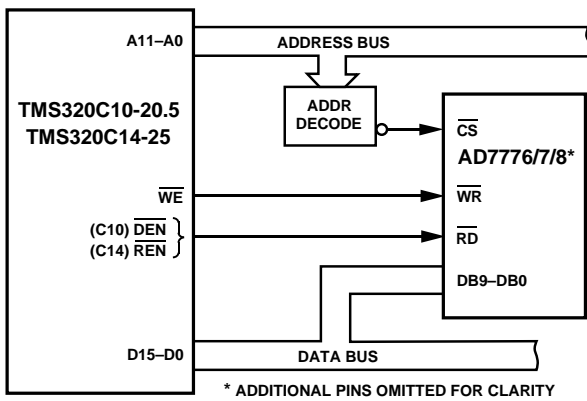 A11–A0
ADDRESS BUS
TMS320C10-20.5
TMS320C14-25
ADDR
DECODE
CS
AD7776/7/8*
WE
WR
(C10) DEN
(C14) REN
RD
DB9–DB0
D15–D0
DATA BUS
* ADDITIONAL PINS OMITTED FOR CLARITY